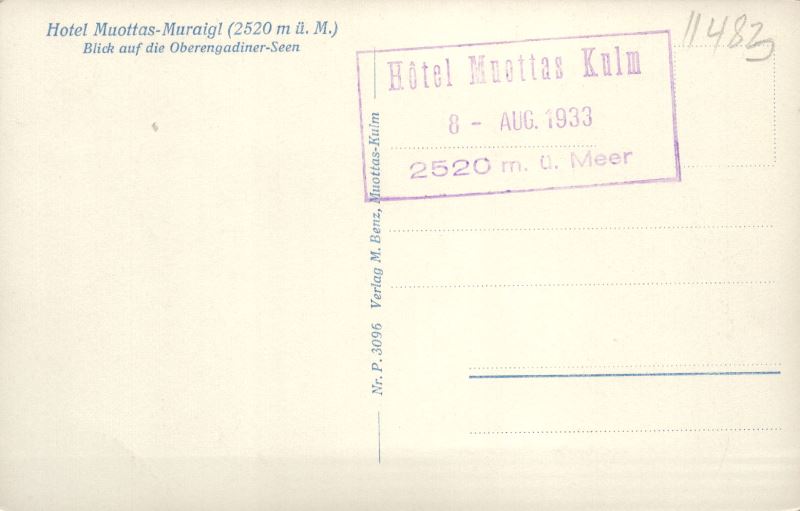 Hotel Muottas-Muraigl (2520 m ü. M.)
Blick auf die Oberengadiner-Seen
Hôtel Muottas Kulm
8 - AUG. 1933
2520 m. ü. Meer
11482
Nr. P. 3096 Verlag M. Benz, Muottas-Kulm